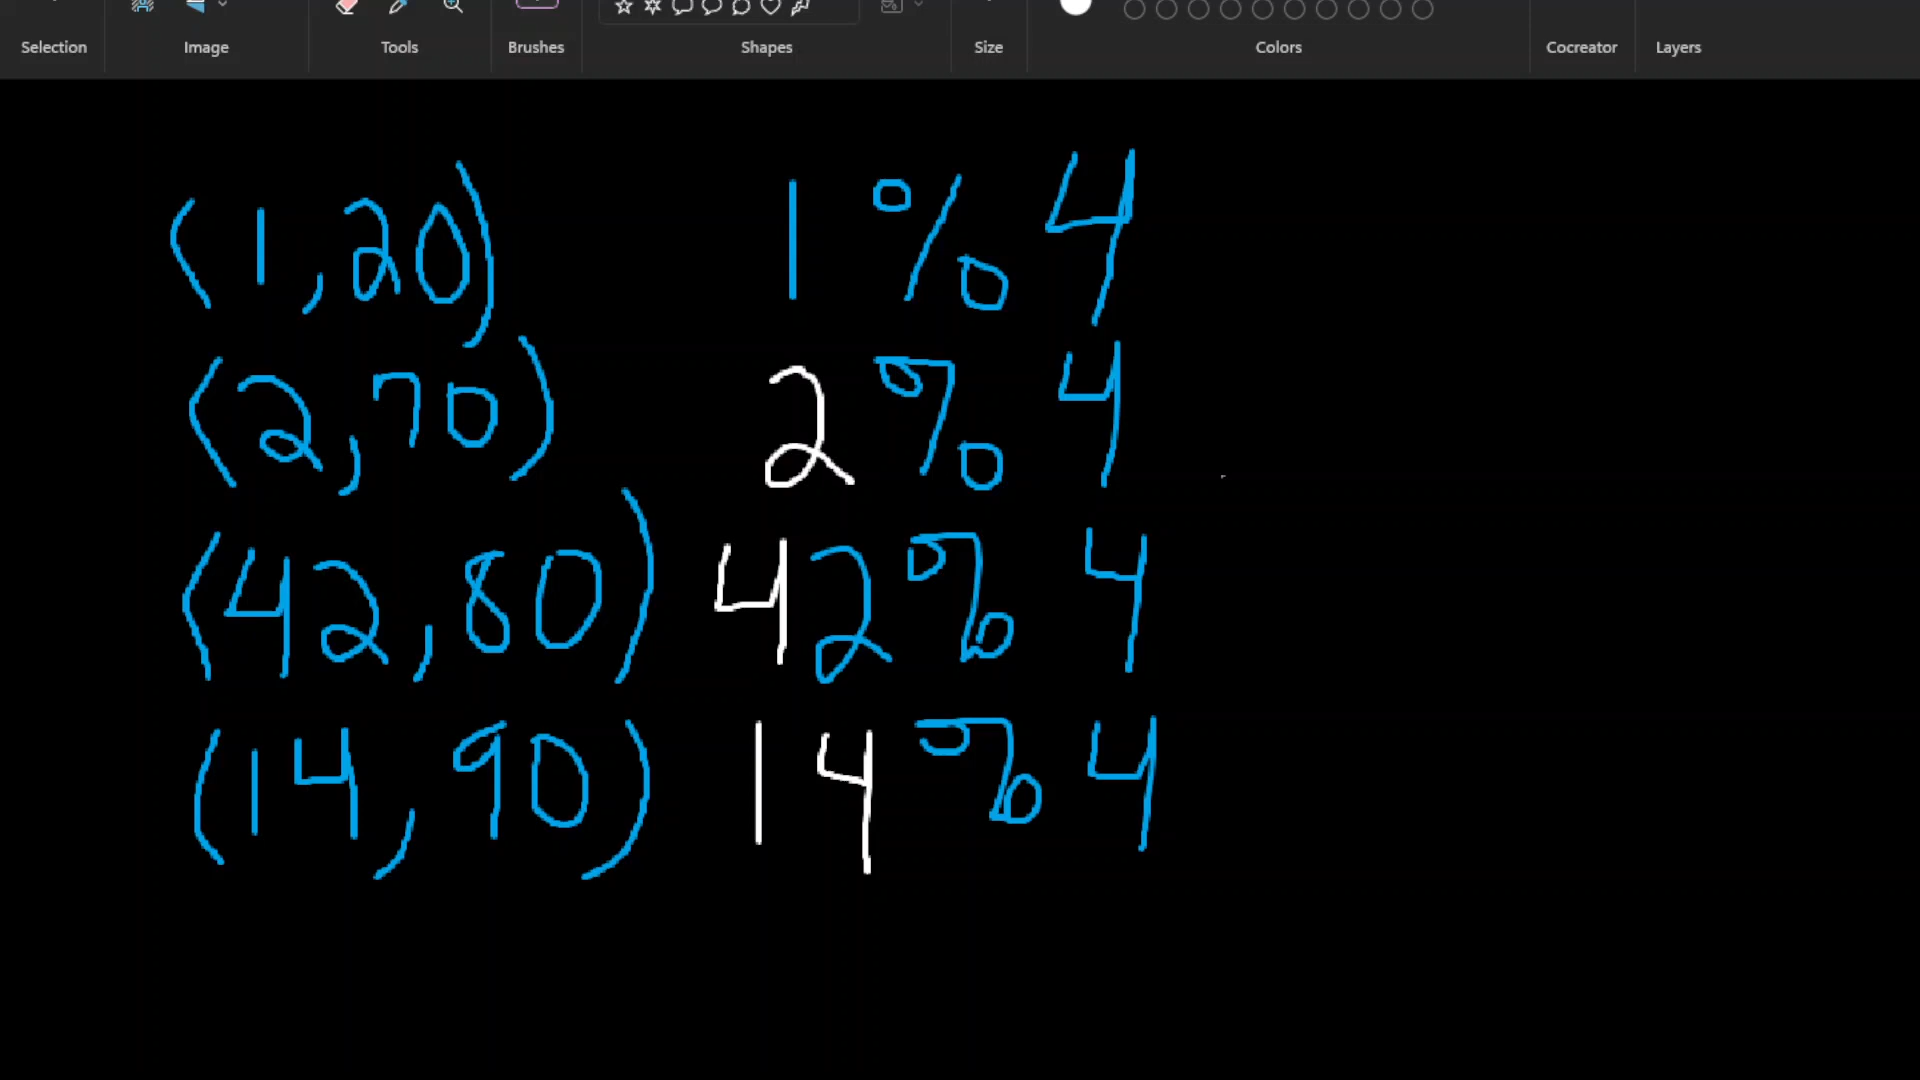 Selection Image Tools Brushes Shapes Size Colors Cocreator Layers
(1,20) 1 % 4
(2,70) 2 % 4
(42,80) 42 % 4
(14,90) 14 % 4